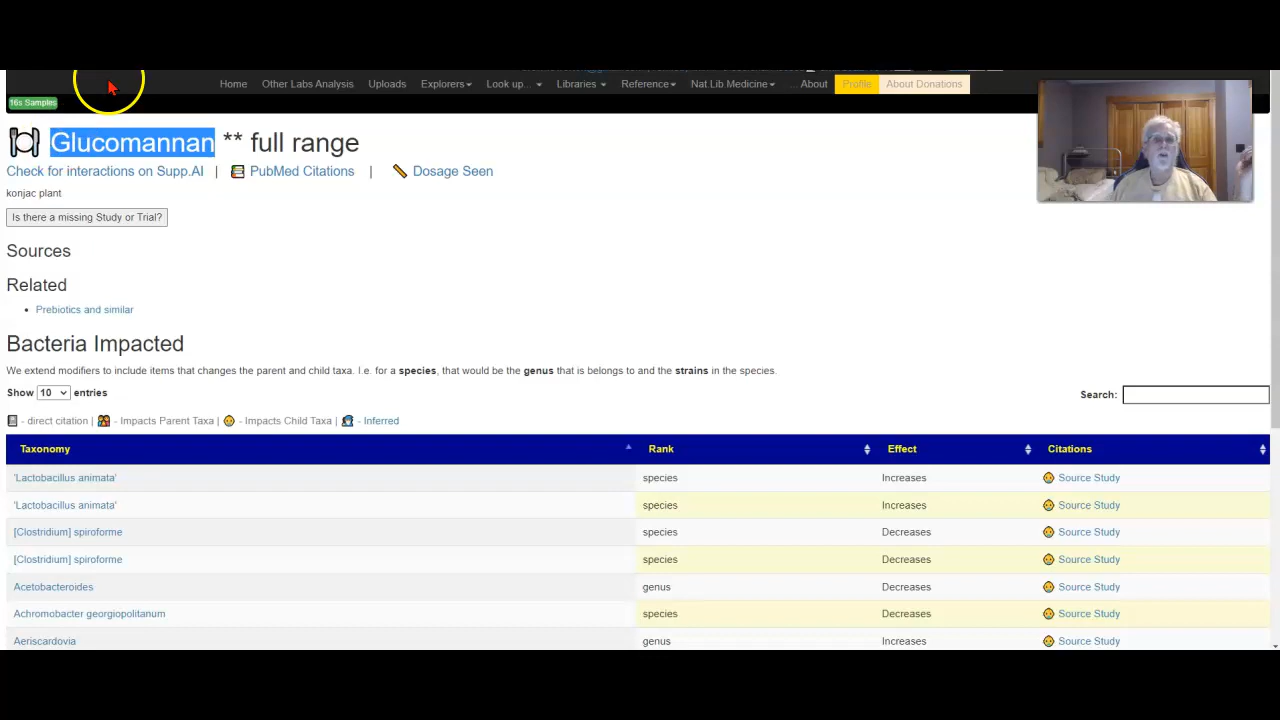 Home Other Labs Analysis Uploads Explorers Look up... Libraries Reference Nat.Lib.Medicine ... About Profile About Donations
16s Samples
Glucomannan ** full range
Check for interactions on Supp.AI | PubMed Citations | Dosage Seen
konjac plant
Is there a missing Study or Trial?
Sources
Related
Prebiotics and similar
Bacteria Impacted
We extend modifiers to include items that changes the parent and child taxa. I.e. for a species, that would be the genus that is belongs to and the strains in the species.
Show 10 entries Search:
- direct citation | - Impacts Parent Taxa | - Impacts Child Taxa | - Inferred
Taxonomy Rank Effect Citations
'Lactobacillus animata' species Increases Source Study
'Lactobacillus animata' species Increases Source Study
[Clostridium] spiroforme species Decreases Source Study
[Clostridium] spiroforme species Decreases Source Study
Acetobacteroides genus Decreases Source Study
Achromobacter georgiopolitanum species Decreases Source Study
Aeriscardovia genus Increases Source Study